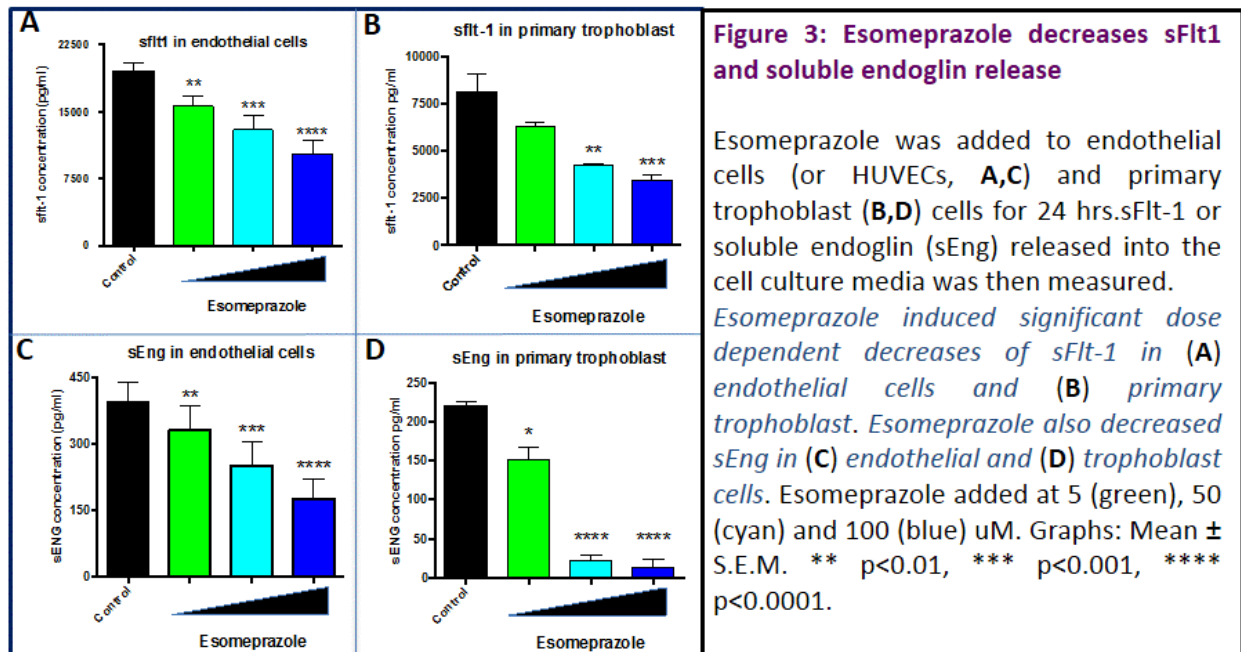 A
sflt1 in endothelial cells
sflt-1 concentration (pg/ml)
22500
15000
7500
0
**
***
****
Control
Esomeprazole
B
sflt-1 in primary trophoblast
sflt-1 concentration pg/ml
10000
7500
5000
2500
0
**
***
Control
Esomeprazole
C
sEng in endothelial cells
sENG concentration (pg/ml)
450
300
150
0
**
***
****
Control
Esomeprazole
D
sEng in primary trophoblast
sENG concentration pg/ml
250
200
150
100
50
0
*
****
****
Control
Esomeprazole
Figure 3: Esomeprazole decreases sFlt1
and soluble endoglin release
Esomeprazole was added to endothelial
cells (or HUVECs, A,C) and primary
trophoblast (B,D) cells for 24 hrs.sFlt-1 or
soluble endoglin (sEng) released into the
cell culture media was then measured.
Esomeprazole induced significant dose
dependent decreases of sFlt-1 in (A)
endothelial cells and (B) primary
trophoblast. Esomeprazole also decreased
sEng in (C) endothelial and (D) trophoblast
cells. Esomeprazole added at 5 (green), 50
(cyan) and 100 (blue) uM. Graphs: Mean ±
S.E.M. ** p<0.01, *** p<0.001, ****
p<0.0001.